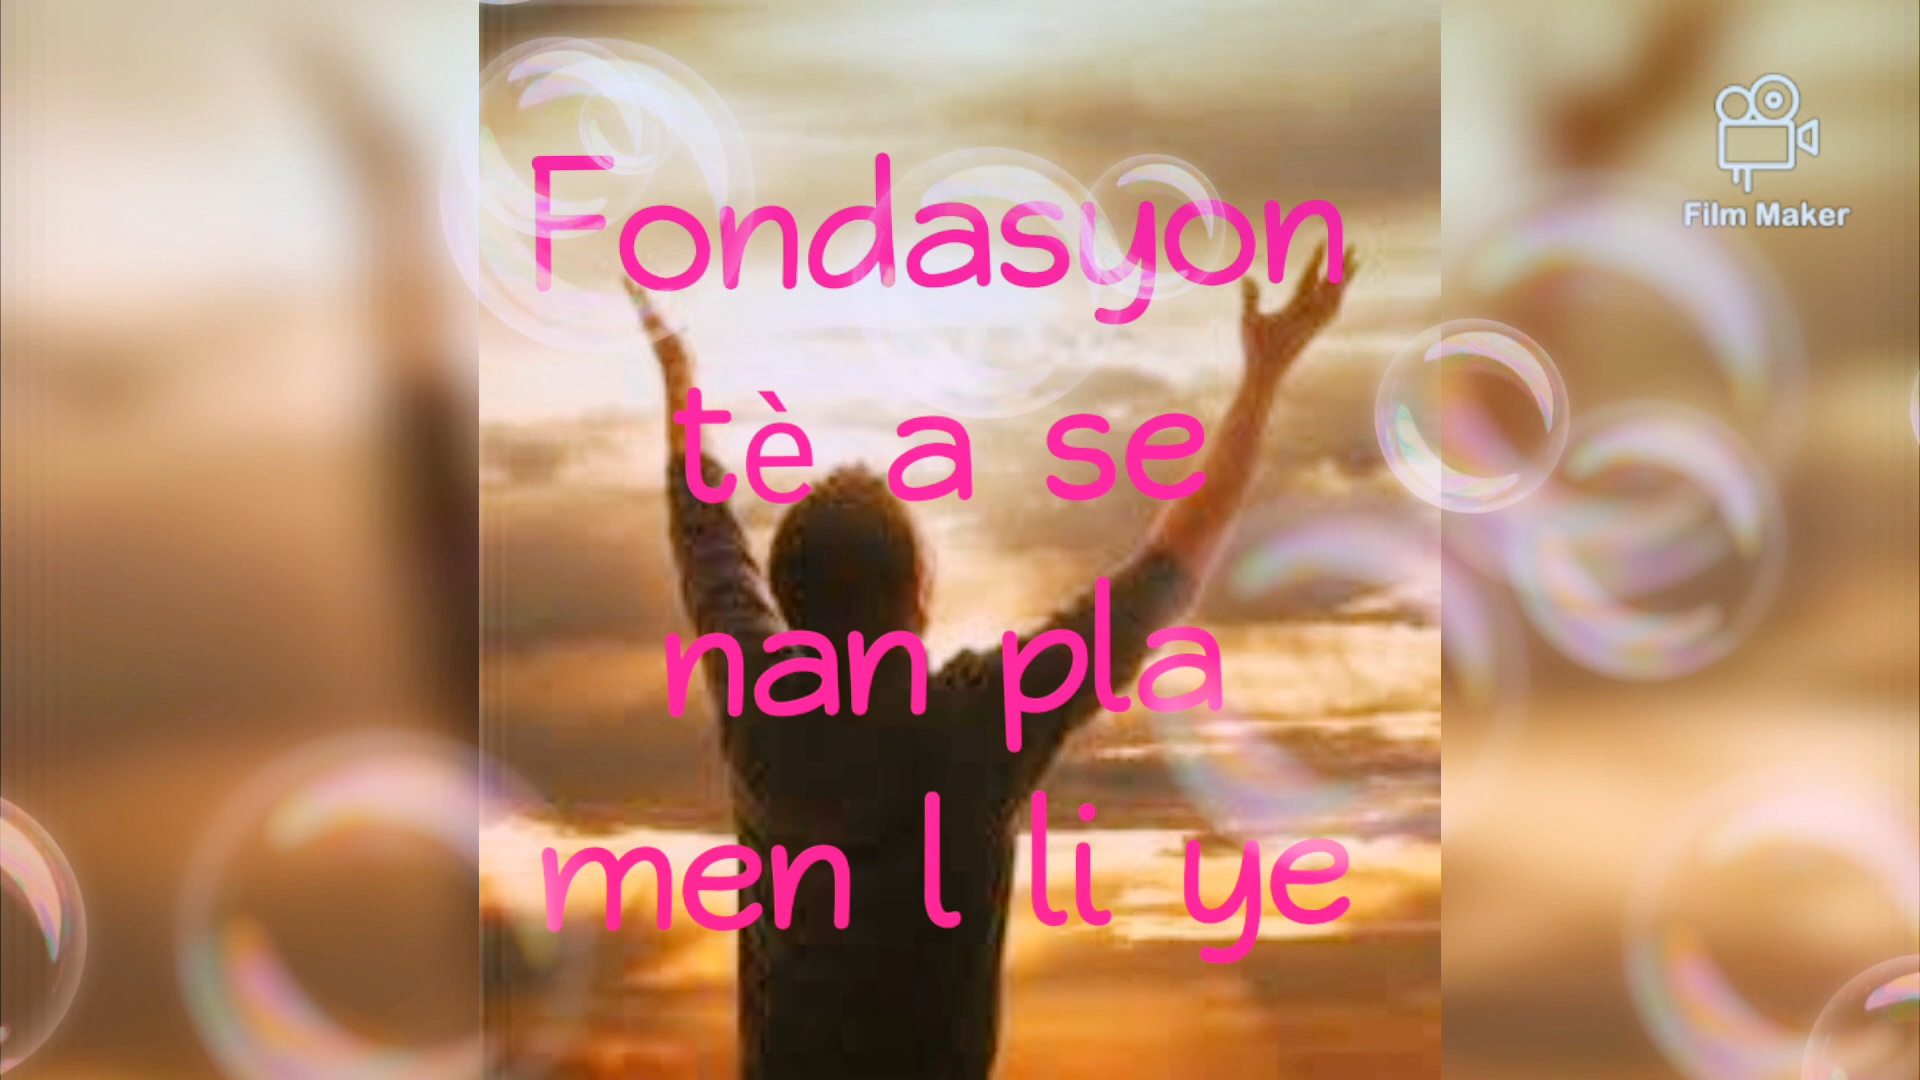 Fondasyon
tè a se
nan pla
men l li ye
Film Maker